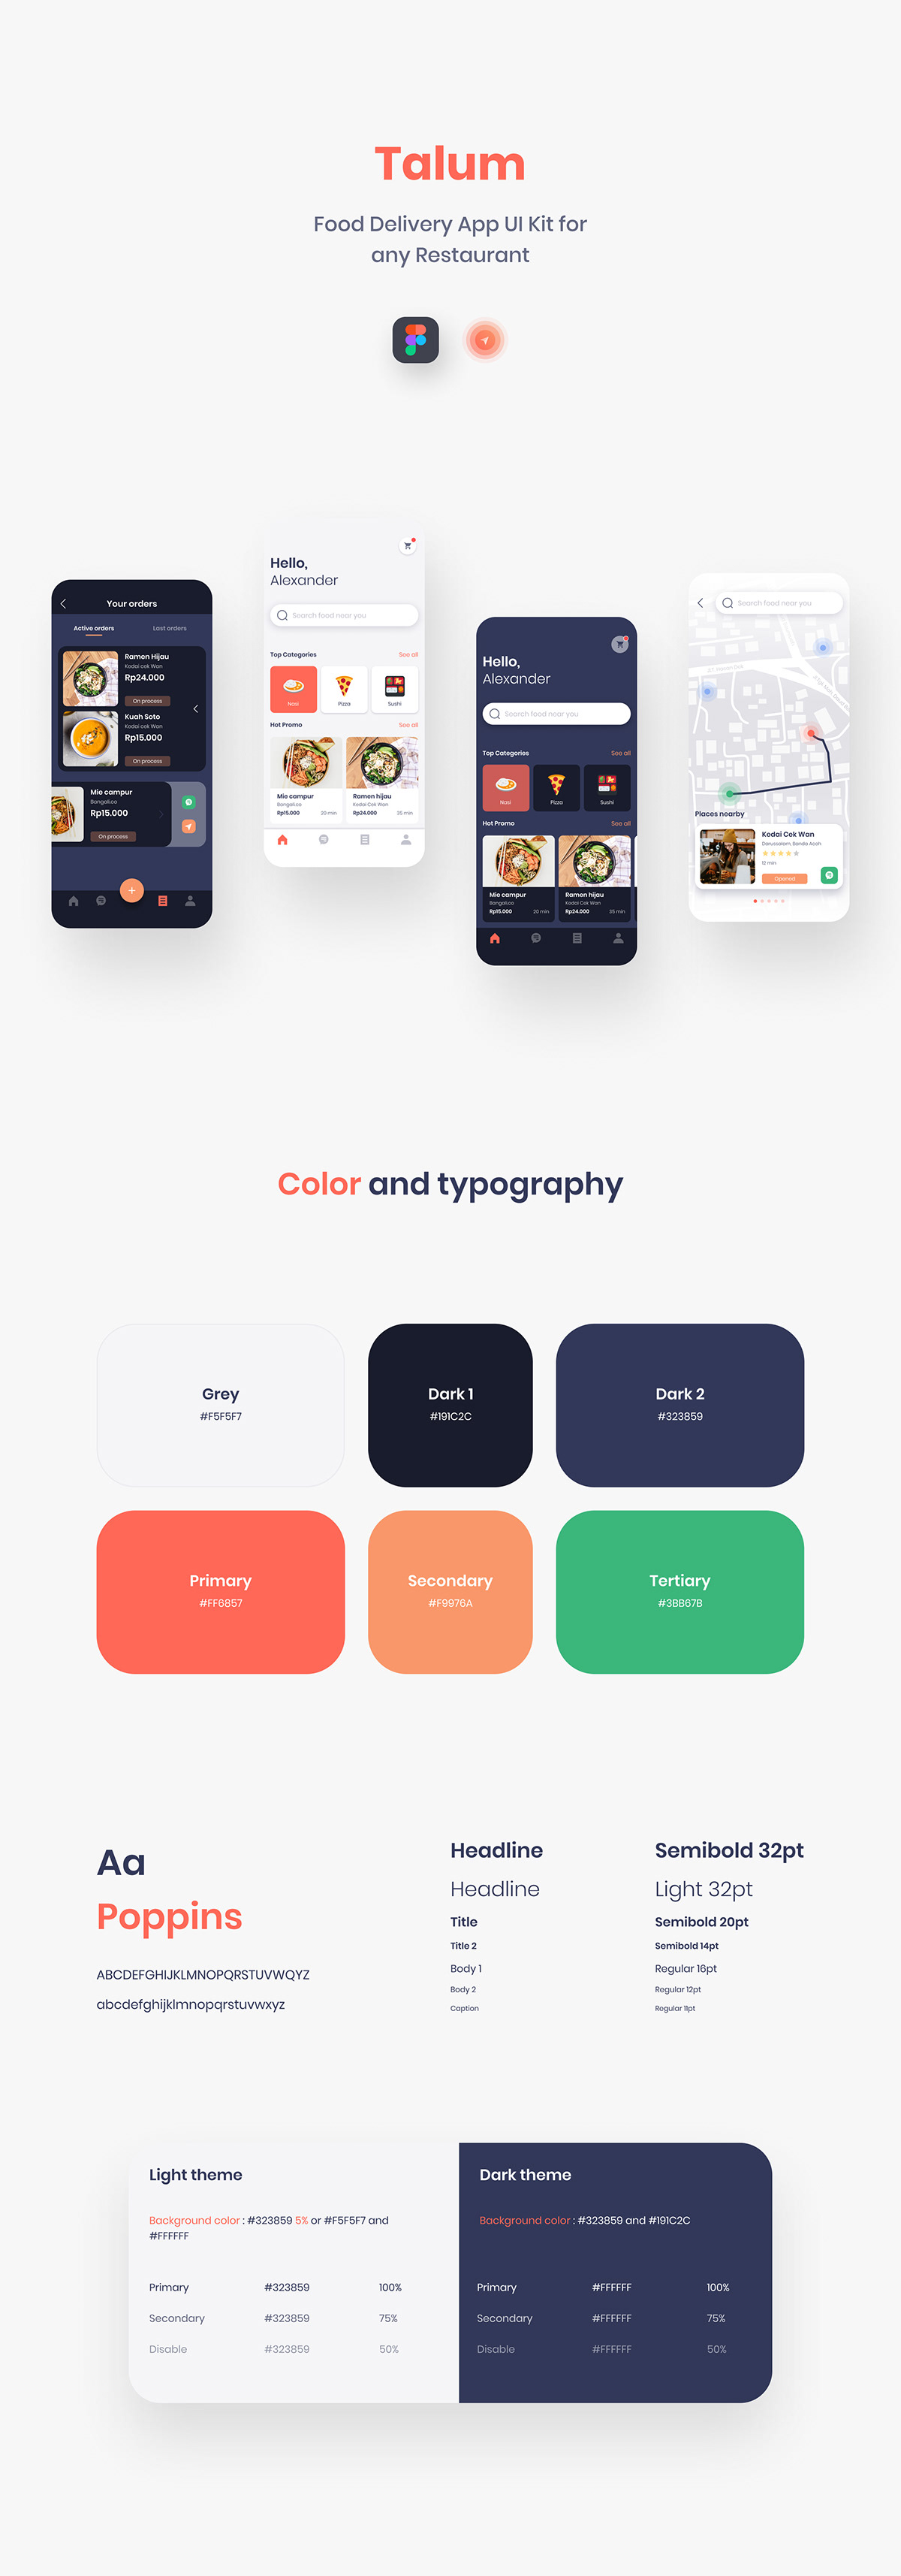 Talum
Food Delivery App UI Kit for
any Restaurant
Your orders
Active orders
Last orders
Ramen Hijau
Kedai cek Wan
Rp24.000
On process
Kuah Soto
Kedai cek Wan
Rp15.000
On process
Mie campur
Bangali.co
Rp15.000
On process
Hello,
Alexander
Search food near you
Top Categories
See all
Nasi
Pizza
Sushi
Hot Promo
See all
Mie campur
Bangali.co
Rp15.000
20 min
Ramen hijau
Kedai Cek Wan
Rp24.000
35 min
Hello,
Alexander
Search food near you
Top Categories
See all
Nasi
Pizza
Sushi
Hot Promo
See all
Mie campur
Bangali.co
Rp15.000
20 min
Ramen hijau
Kedai Cek Wan
Rp24.000
35 min
Search food near you
Places nearby
Kedai Cek Wan
Darussalam, Banda Aceh
12 min
Opened
Color and typography
Grey
#F5F5F7
Dark 1
#191C2C
Dark 2
#323859
Primary
#FF6857
Secondary
#F9976A
Tertiary
#3BB67B
Aa
Poppins
ABCDEFGHIJKLMNOPQRSTUVWQYZ
abcdefghijklmnopqrstuvwxyz
Headline
Semibold 32pt
Headline
Light 32pt
Title
Semibold 20pt
Title 2
Semibold 14pt
Body 1
Regular 16pt
Body 2
Regular 12pt
Caption
Regular 11pt
Light theme
Background color : #323859 5% or #F5F5F7 and
#FFFFFF
Primary #323859 100%
Secondary #323859 75%
Disable #323859 50%
Dark theme
Background color : #323859 and #191C2C
Primary #FFFFFF 100%
Secondary #FFFFFF 75%
Disable #FFFFFF 50%